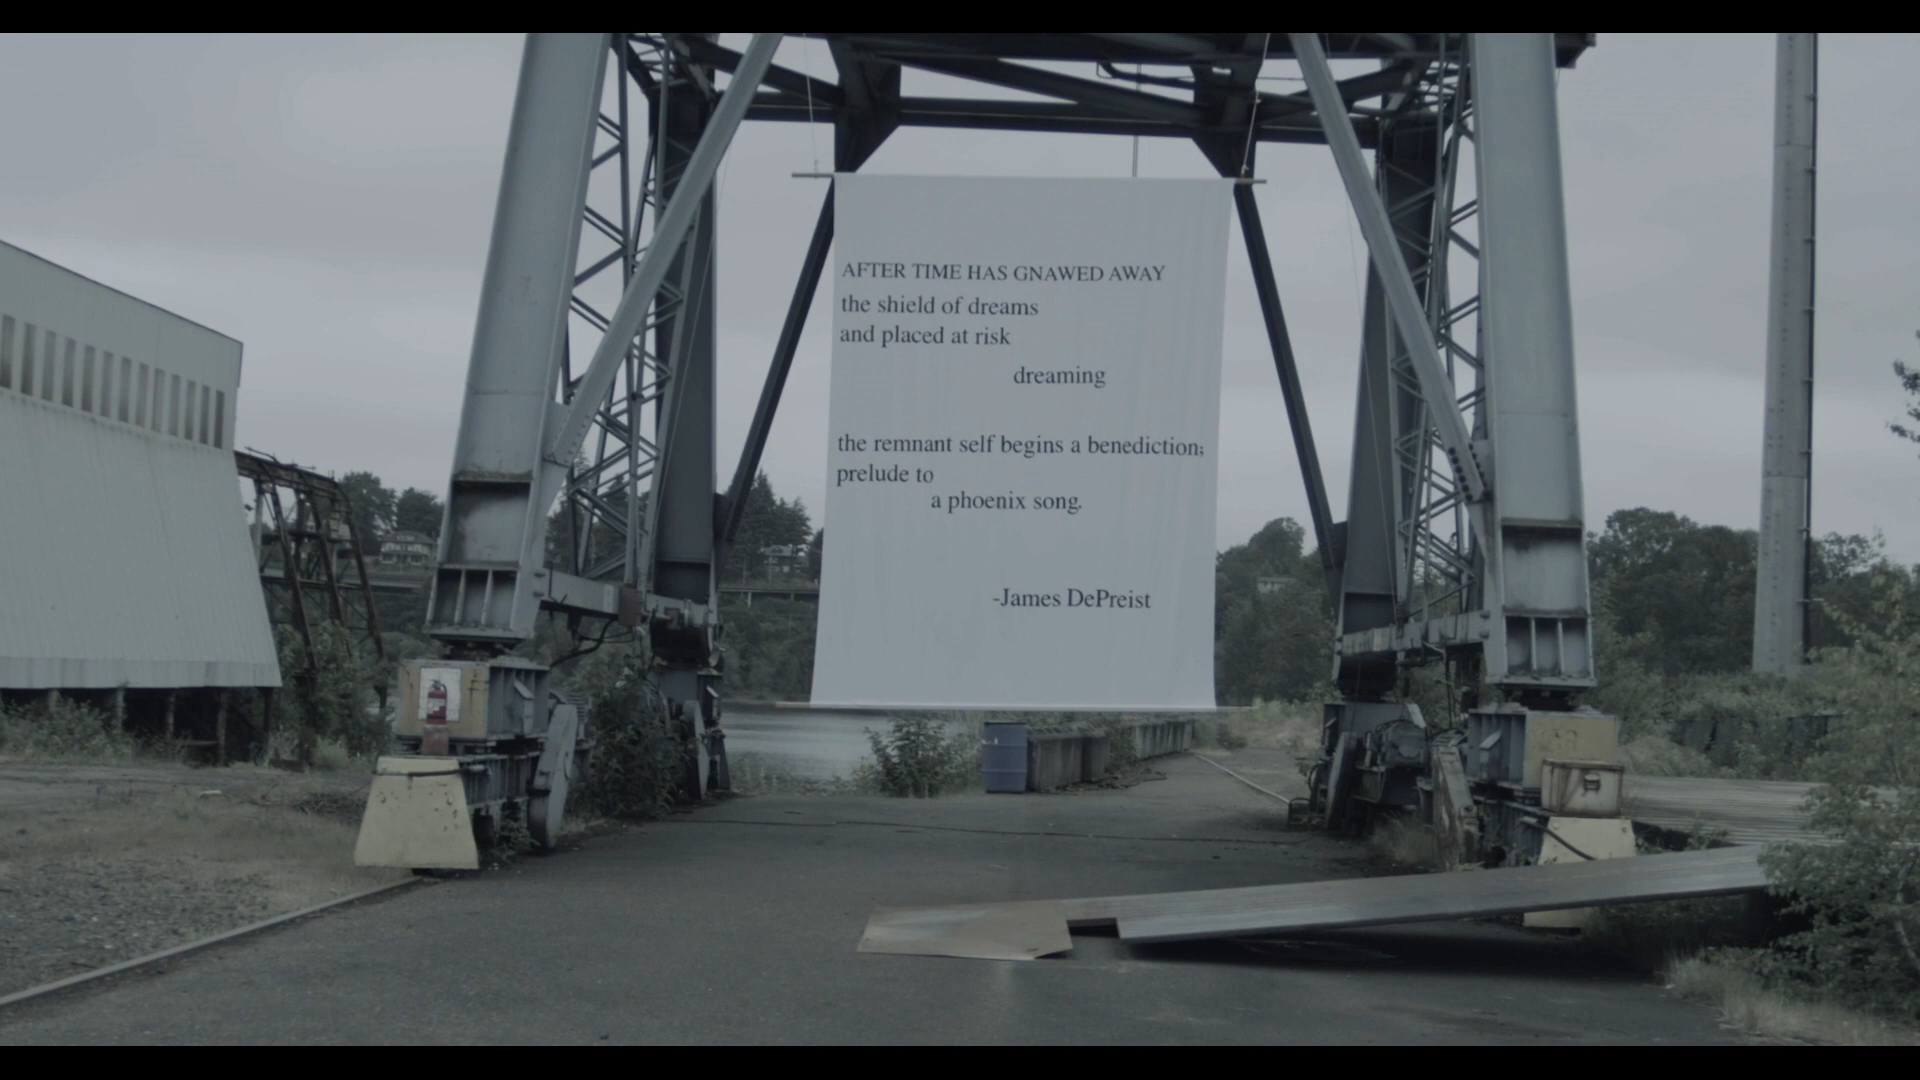 AFTER TIME HAS GNAWED AWAY
the shield of dreams
and placed at risk
dreaming
the remnant self begins a benediction;
prelude to
a phoenix song.
-James DePreist